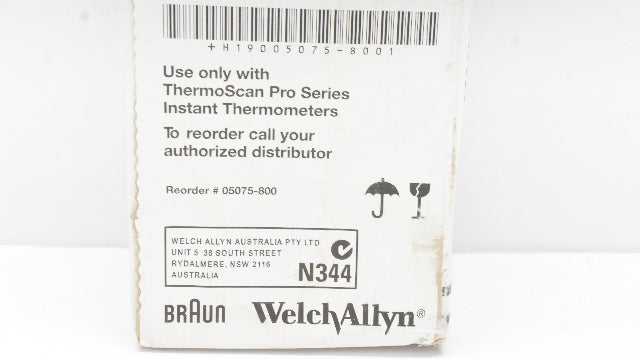 +H19005075-8001
Use only with
ThermoScan Pro Series
Instant Thermometers
To reorder call your
authorized distributor
Reorder # 05075-800
WELCH ALLYN AUSTRALIA PTY LTD
UNIT 5 38 SOUTH STREET
RYDALMERE, NSW 2116
AUSTRALIA
N344
BRAUN WelchAllyn®